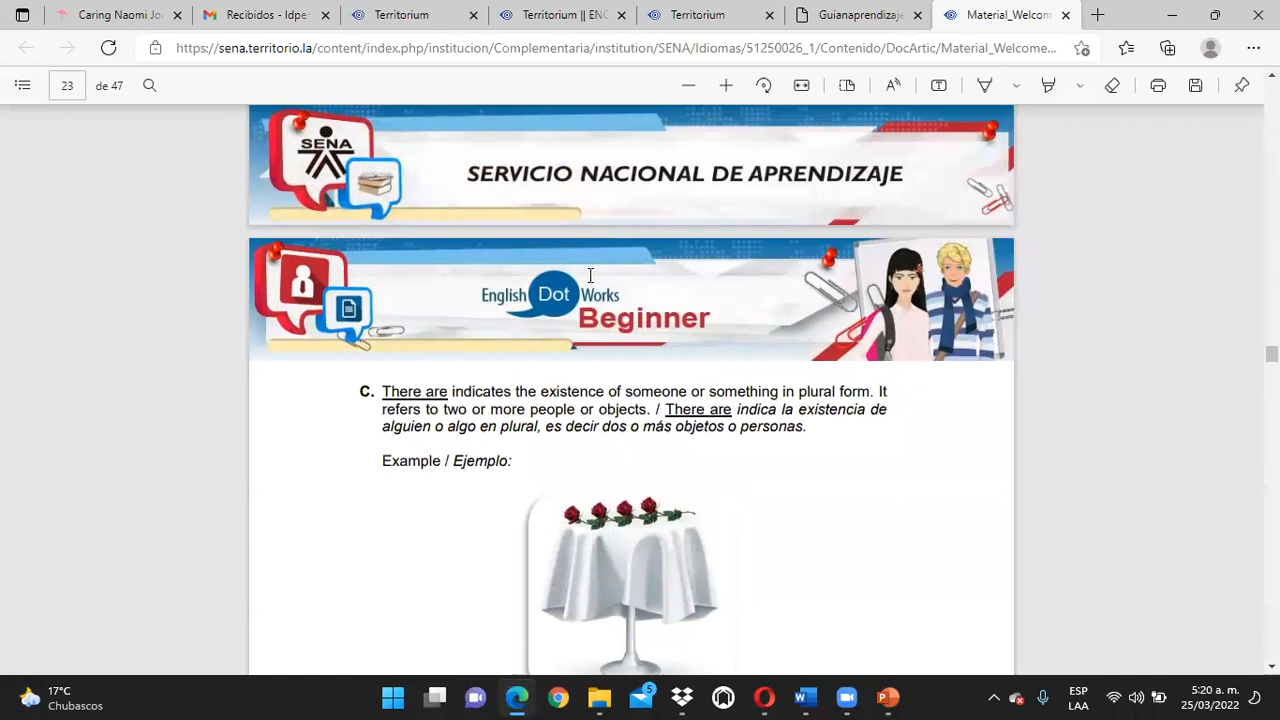 Caring Naomi Jo
Recibidos - Idpe
Territorium
Territorium || EN
Territorium
Guianaprendizaje
Material_Welcom
https://sena.territorio.la/content/index.php/institucion/Complementaria/institution/SENA/Idiomas/51250026_1/Contenido/DocArtic/Material_Welcome...
23 de 47
SENA
SERVICIO NACIONAL DE APRENDIZAJE
English Dot Works
Beginner
C. There are indicates the existence of someone or something in plural form. It
refers to two or more people or objects. / There are indica la existencia de
alguien o algo en plural, es decir dos o más objetos o personas.
Example / Ejemplo:
17°C
Chubascos
5
ESP
LAA
5:20 a. m.
25/03/2022